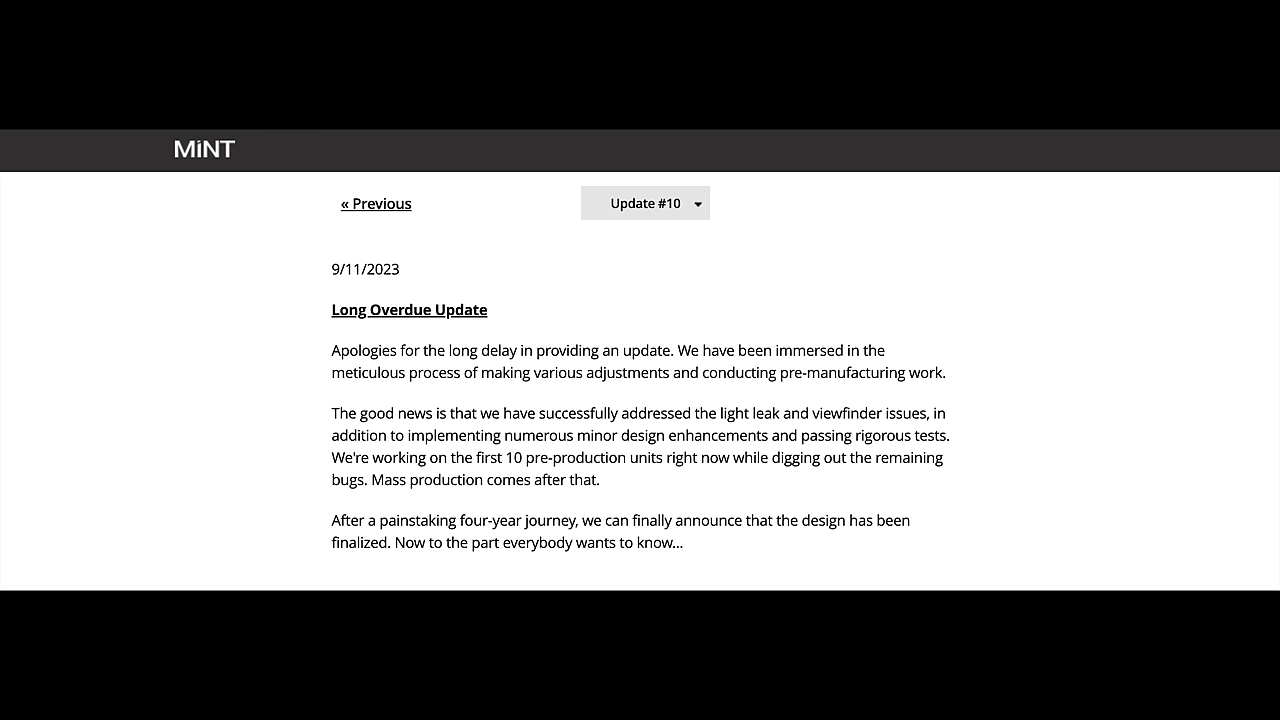 MiNT
« Previous
Update #10
9/11/2023
Long Overdue Update
Apologies for the long delay in providing an update. We have been immersed in the
meticulous process of making various adjustments and conducting pre-manufacturing work.
The good news is that we have successfully addressed the light leak and viewfinder issues, in
addition to implementing numerous minor design enhancements and passing rigorous tests.
We're working on the first 10 pre-production units right now while digging out the remaining
bugs. Mass production comes after that.
After a painstaking four-year journey, we can finally announce that the design has been
finalized. Now to the part everybody wants to know...